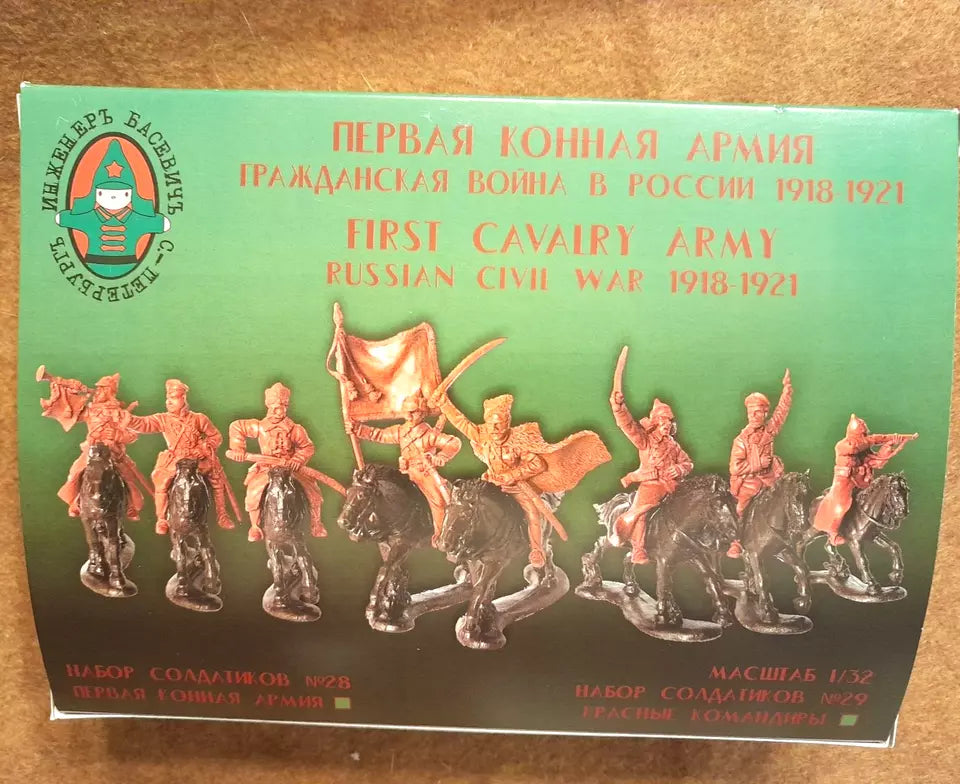 ИНЖЕНЕРЪ БАСЕВИЧЪ
С.-ПЕТЕРБУРГЪ
ПЕРВАЯ КОННАЯ АРМИЯ
ГРАЖДАНСКАЯ ВОЙНА В РОССИИ 1918-1921
FIRST CAVALRY ARMY
RUSSIAN CIVIL WAR 1918-1921
НАБОР СОЛДАТИКОВ №28
ПЕРВАЯ КОННАЯ АРМИЯ
МАСШТАБ 1/32
НАБОР СОЛДАТИКОВ №29
КРАСНЫЕ КОМАНДИРЫ